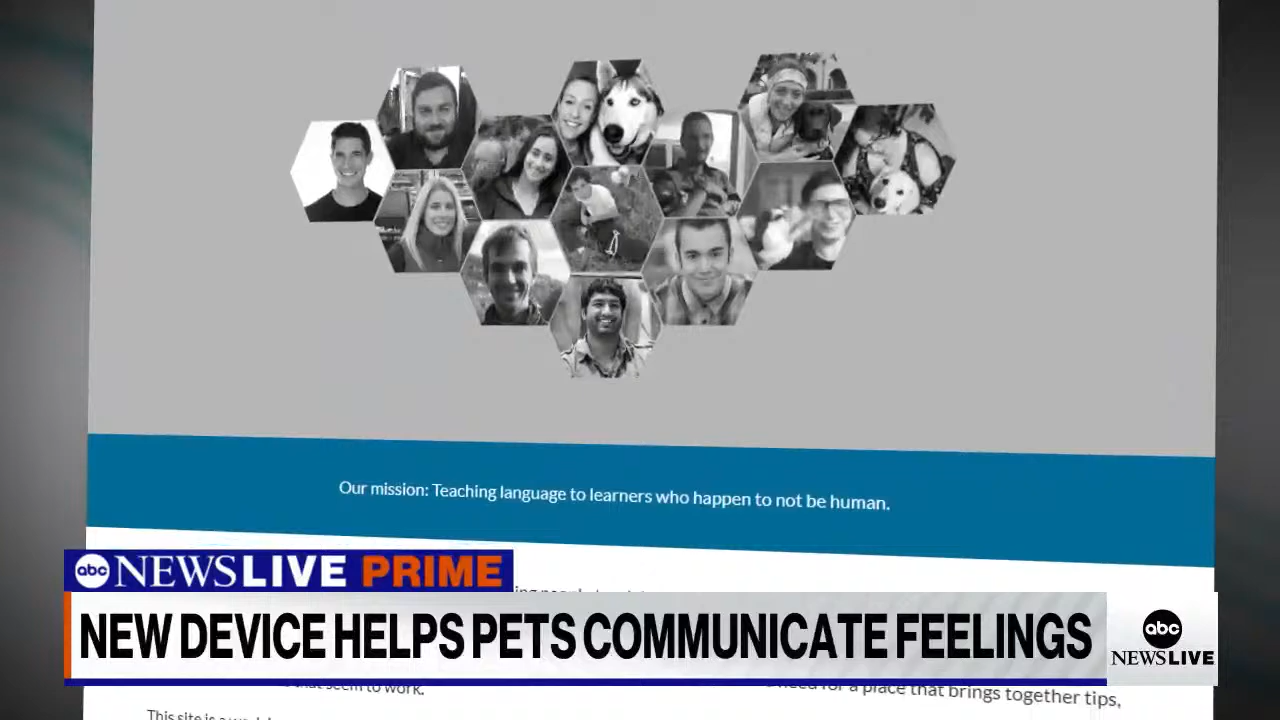 Our mission: Teaching language to learners who happen to not be human.
abc NEWS LIVE PRIME
NEW DEVICE HELPS PETS COMMUNICATE FEELINGS
abc
NEWS LIVE
for a place that brings together tips,
that seem to work.
This site is a